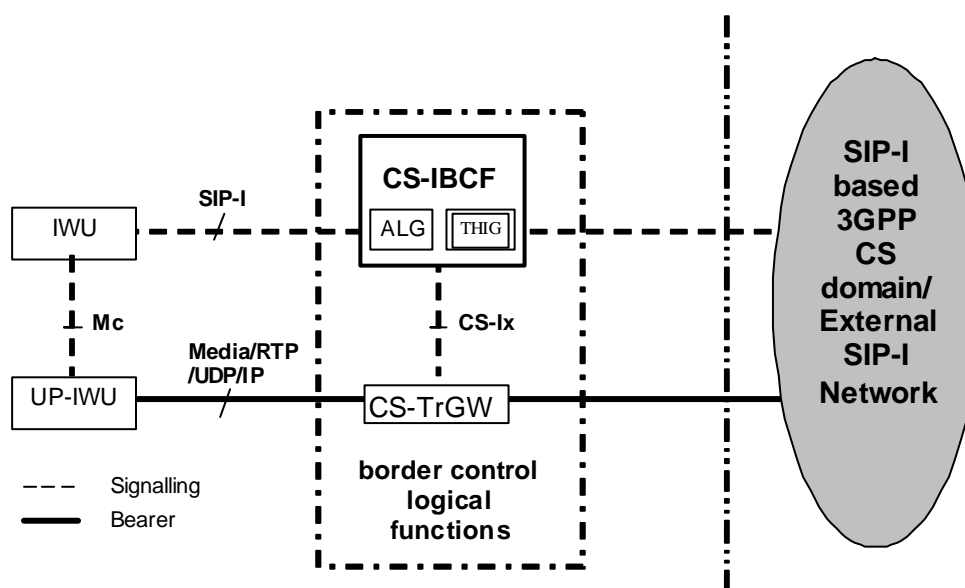 CS-IBCF
SIP-I
IWU
ALG
THIG
Mc
CS-Ix
Media/RTP
/UDP/IP
UP-IWU
CS-TrGW
border control
logical
functions
Signalling
Bearer
SIP-I
based
3GPP
CS
domain/
External
SIP-I
Network